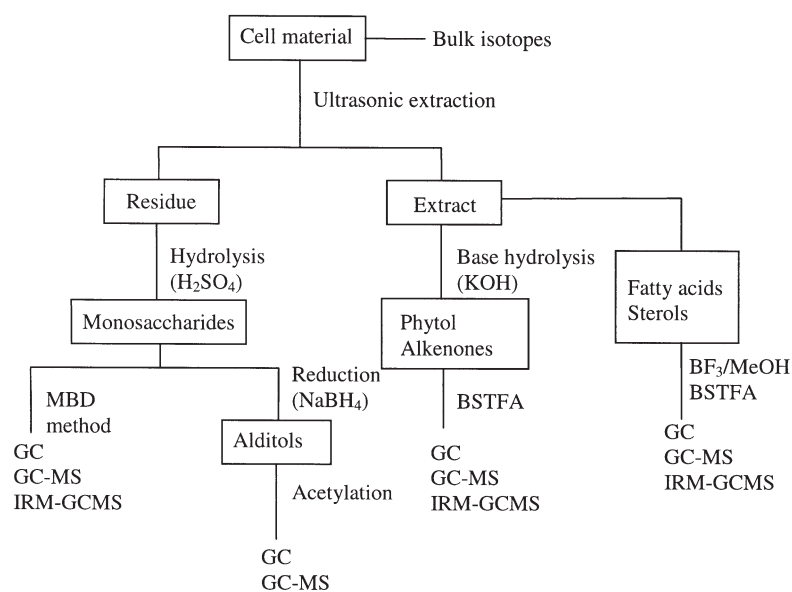 Cell material
Bulk isotopes
Ultrasonic extraction
Residue
Extract
Hydrolysis
(H₂SO₄)
Base hydrolysis
(KOH)
Fatty acids
Sterols
Monosaccharides
Phytol
Alkenones
MBD
method
Reduction
(NaBH₄)
BSTFA
BF₃/MeOH
BSTFA
GC
GC-MS
IRM-GCMS
Alditols
GC
GC-MS
IRM-GCMS
GC
GC-MS
IRM-GCMS
Acetylation
GC
GC-MS